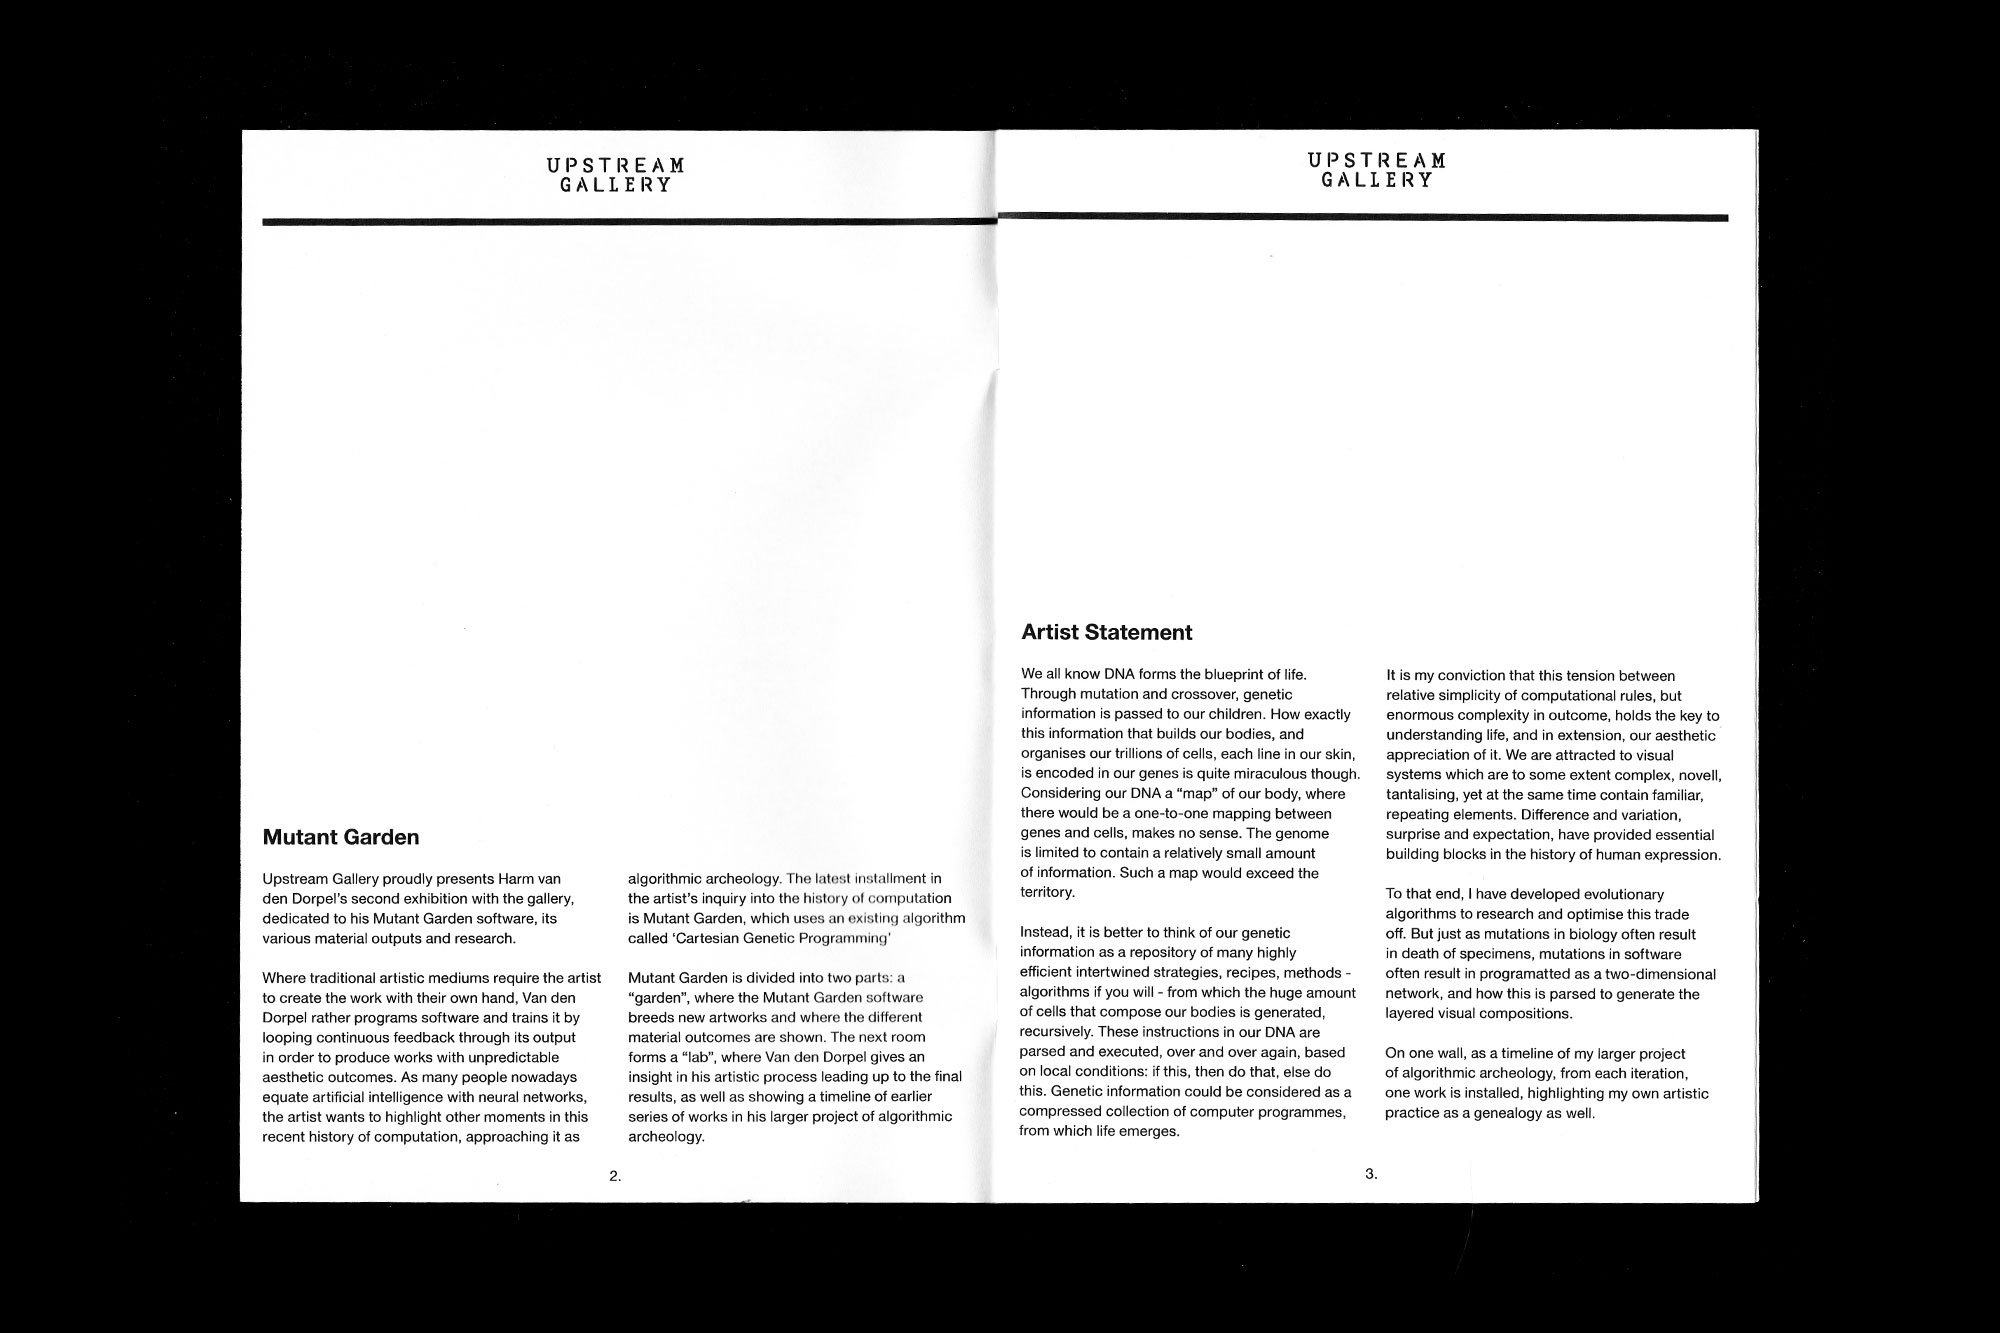 UPSTREAM
GALLERY
Mutant Garden
Upstream Gallery proudly presents Harm van
den Dorpel's second exhibition with the gallery,
dedicated to his Mutant Garden software, its
various material outputs and research.
Where traditional artistic mediums require the artist
to create the work with their own hand, Van den
Dorpel rather programs software and trains it by
looping continuous feedback through its output
in order to produce works with unpredictable
aesthetic outcomes. As many people nowadays
equate artificial intelligence with neural networks,
the artist wants to highlight other moments in this
recent history of computation, approaching it as
algorithmic archeology. The latest installment in
the artist's inquiry into the history of computation
is Mutant Garden, which uses an existing algorithm
called ‘Cartesian Genetic Programming’
Mutant Garden is divided into two parts: a
“garden”, where the Mutant Garden software
breeds new artworks and where the different
material outcomes are shown. The next room
forms a “lab”, where Van den Dorpel gives an
insight in his artistic process leading up to the final
results, as well as showing a timeline of earlier
series of works in his larger project of algorithmic
archeology.
2.
UPSTREAM
GALLERY
Artist Statement
We all know DNA forms the blueprint of life.
Through mutation and crossover, genetic
information is passed to our children. How exactly
this information that builds our bodies, and
organises our trillions of cells, each line in our skin,
is encoded in our genes is quite miraculous though.
Considering our DNA a “map” of our body, where
there would be a one-to-one mapping between
genes and cells, makes no sense. The genome
is limited to contain a relatively small amount
of information. Such a map would exceed the
territory.
Instead, it is better to think of our genetic
information as a repository of many highly
efficient intertwined strategies, recipes, methods -
algorithms if you will - from which the huge amount
of cells that compose our bodies is generated,
recursively. These instructions in our DNA are
parsed and executed, over and over again, based
on local conditions: if this, then do that, else do
this. Genetic information could be considered as a
compressed collection of computer programmes,
from which life emerges.
It is my conviction that this tension between
relative simplicity of computational rules, but
enormous complexity in outcome, holds the key to
understanding life, and in extension, our aesthetic
appreciation of it. We are attracted to visual
systems which are to some extent complex, novell,
tantalising, yet at the same time contain familiar,
repeating elements. Difference and variation,
surprise and expectation, have provided essential
building blocks in the history of human expression.
To that end, I have developed evolutionary
algorithms to research and optimise this trade
off. But just as mutations in biology often result
in death of specimens, mutations in software
often result in programatted as a two-dimensional
network, and how this is parsed to generate the
layered visual compositions.
On one wall, as a timeline of my larger project
of algorithmic archeology, from each iteration,
one work is installed, highlighting my own artistic
practice as a genealogy as well.
3.